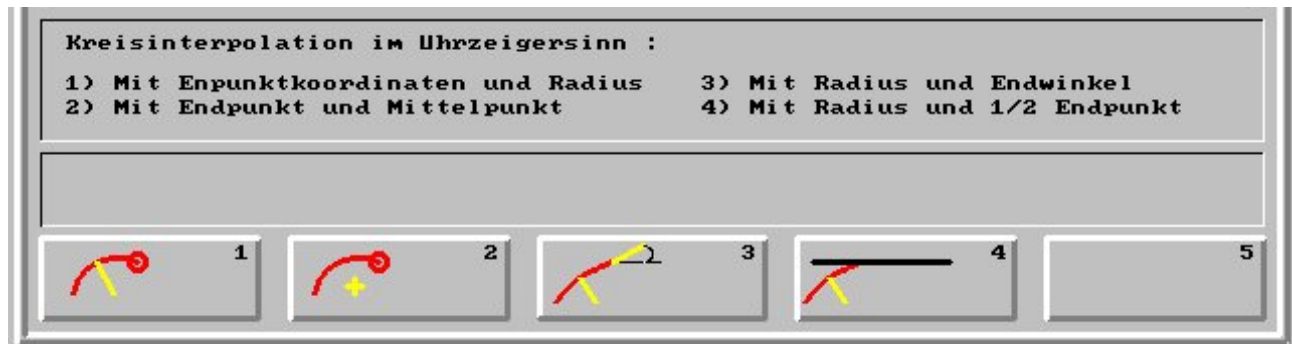 Kreisinterpolation im Uhrzeigersinn :
1) Mit Enpunktkoordinaten und Radius 3) Mit Radius und Endwinkel
2) Mit Endpunkt und Mittelpunkt 4) Mit Radius und 1/2 Endpunkt
1 2 3 4 5